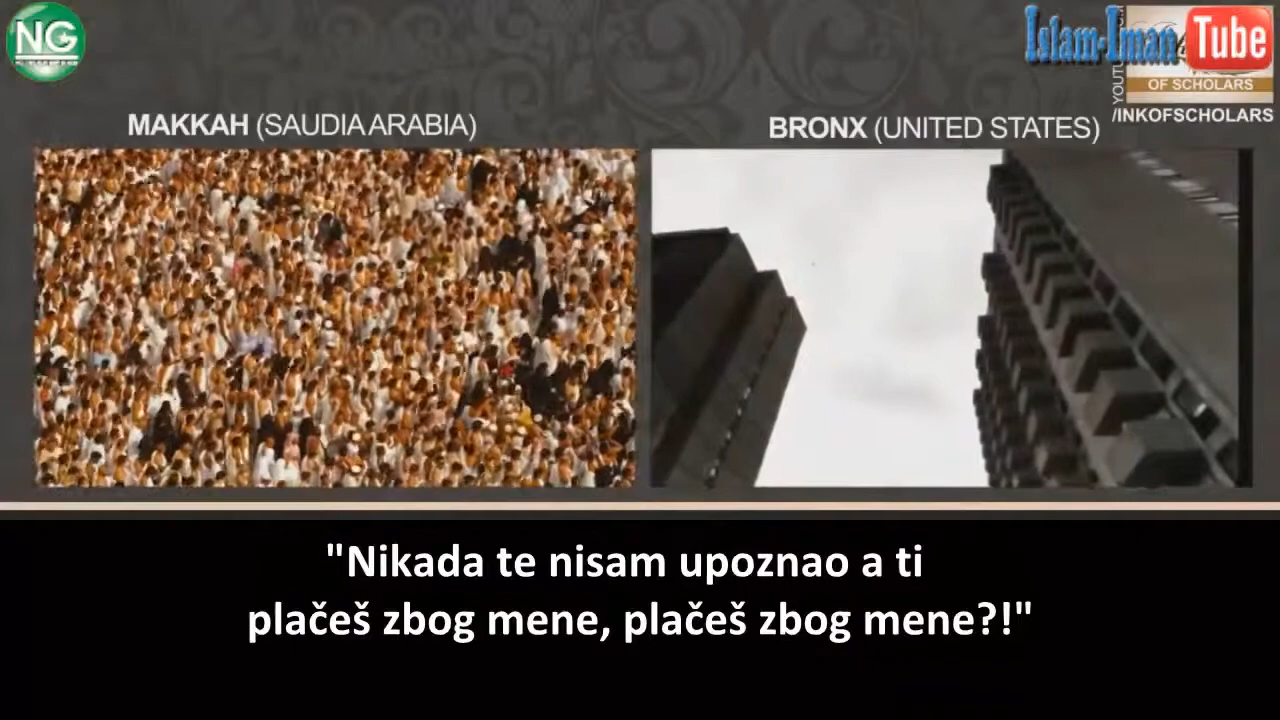 NG
Islam-Iman Tube
OF SCHOLARS
/INKOFSCHOLARS
MAKKAH (SAUDIA ARABIA)
BRONX (UNITED STATES)
"Nikada te nisam upoznao a ti
plačeš zbog mene, plačeš zbog mene?!"